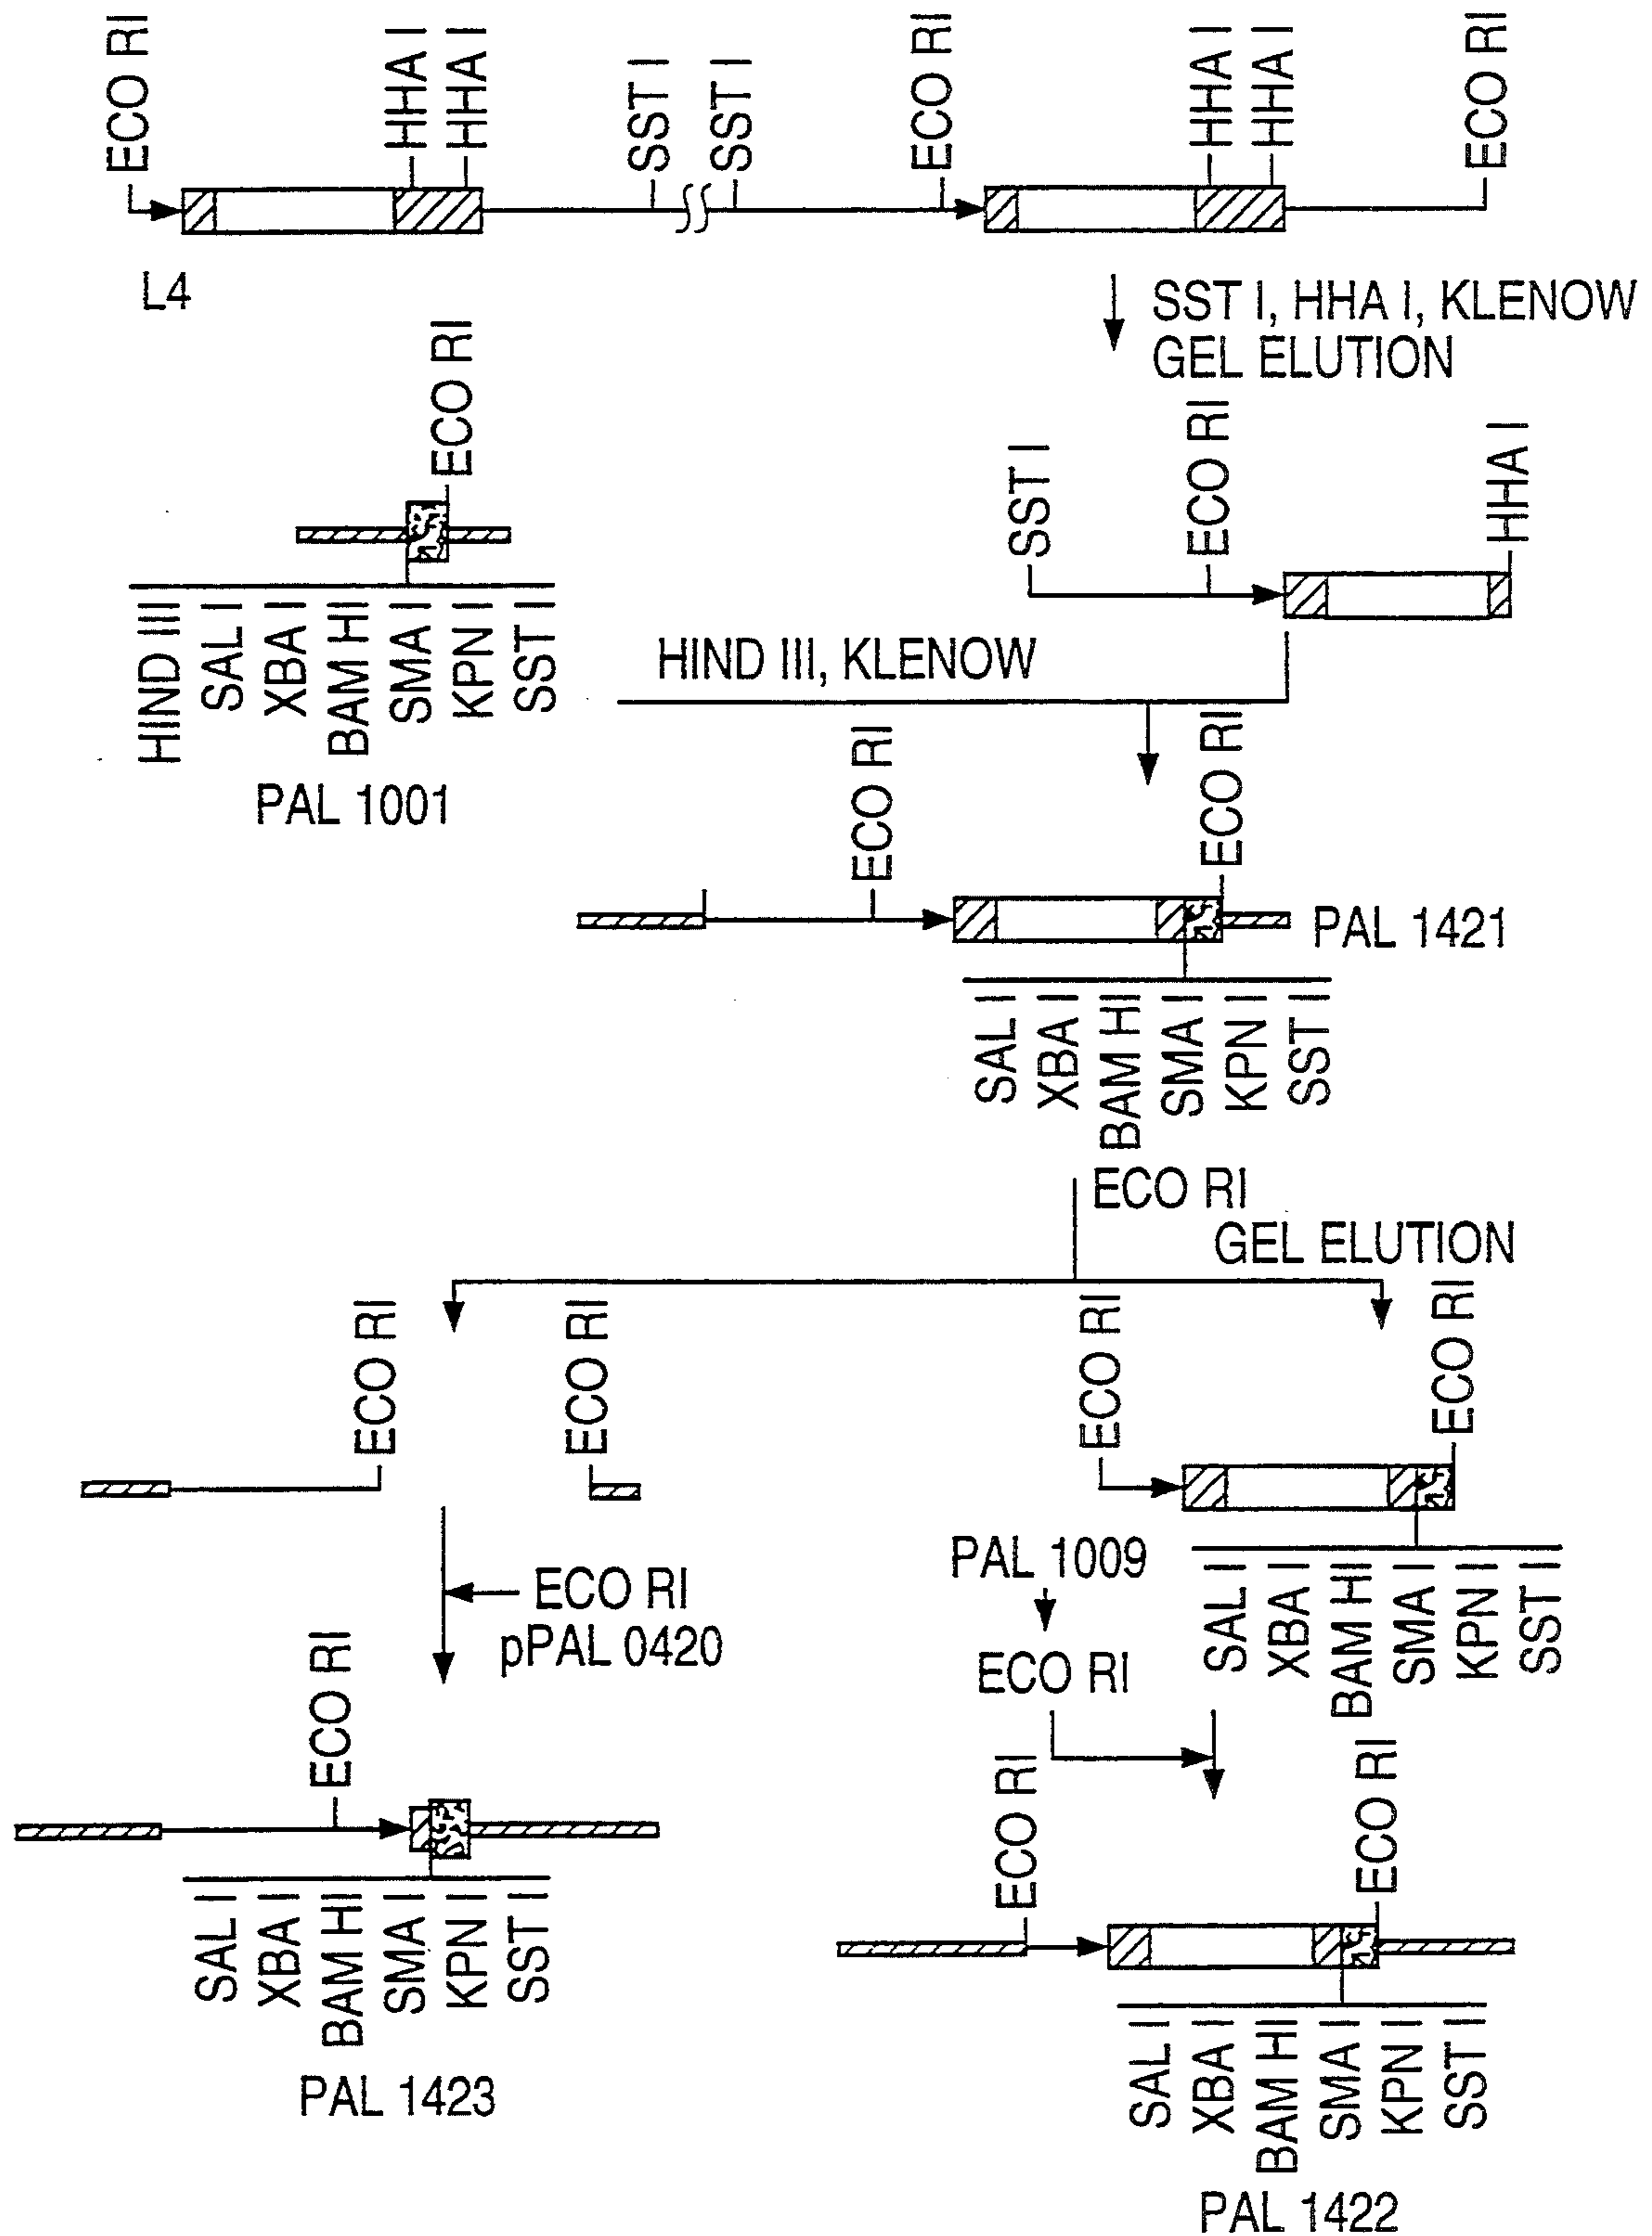 ECO RI
HHA I
HHA I
SST I
SST I
ECO RI
HHA I
HHA I
ECO RI
L4
SST I, HHA I, KLENOW
GEL ELUTION
ECO RI
HIND III
SAL I
XBA I
BAM HI
SMA I
KPN I
SST I
PAL 1001
SST I
ECO RI
HHA I
HIND III, KLENOW
ECO RI
ECO RI
PAL 1421
SAL I
XBA I
BAM HI
SMA I
KPN I
SST I
ECO RI
GEL ELUTION
ECO RI
ECO RI
ECO RI
ECO RI
ECO RI
pPAL 0420
PAL 1009
ECO RI
SAL I
XBA I
BAM HI
SMA I
KPN I
SST I
ECO RI
SAL I
XBA I
BAM HI
SMA I
KPN I
SST I
PAL 1423
ECO RI
ECO RI
SAL I
XBA I
BAM HI
SMA I
KPN I
SST I
PAL 1422